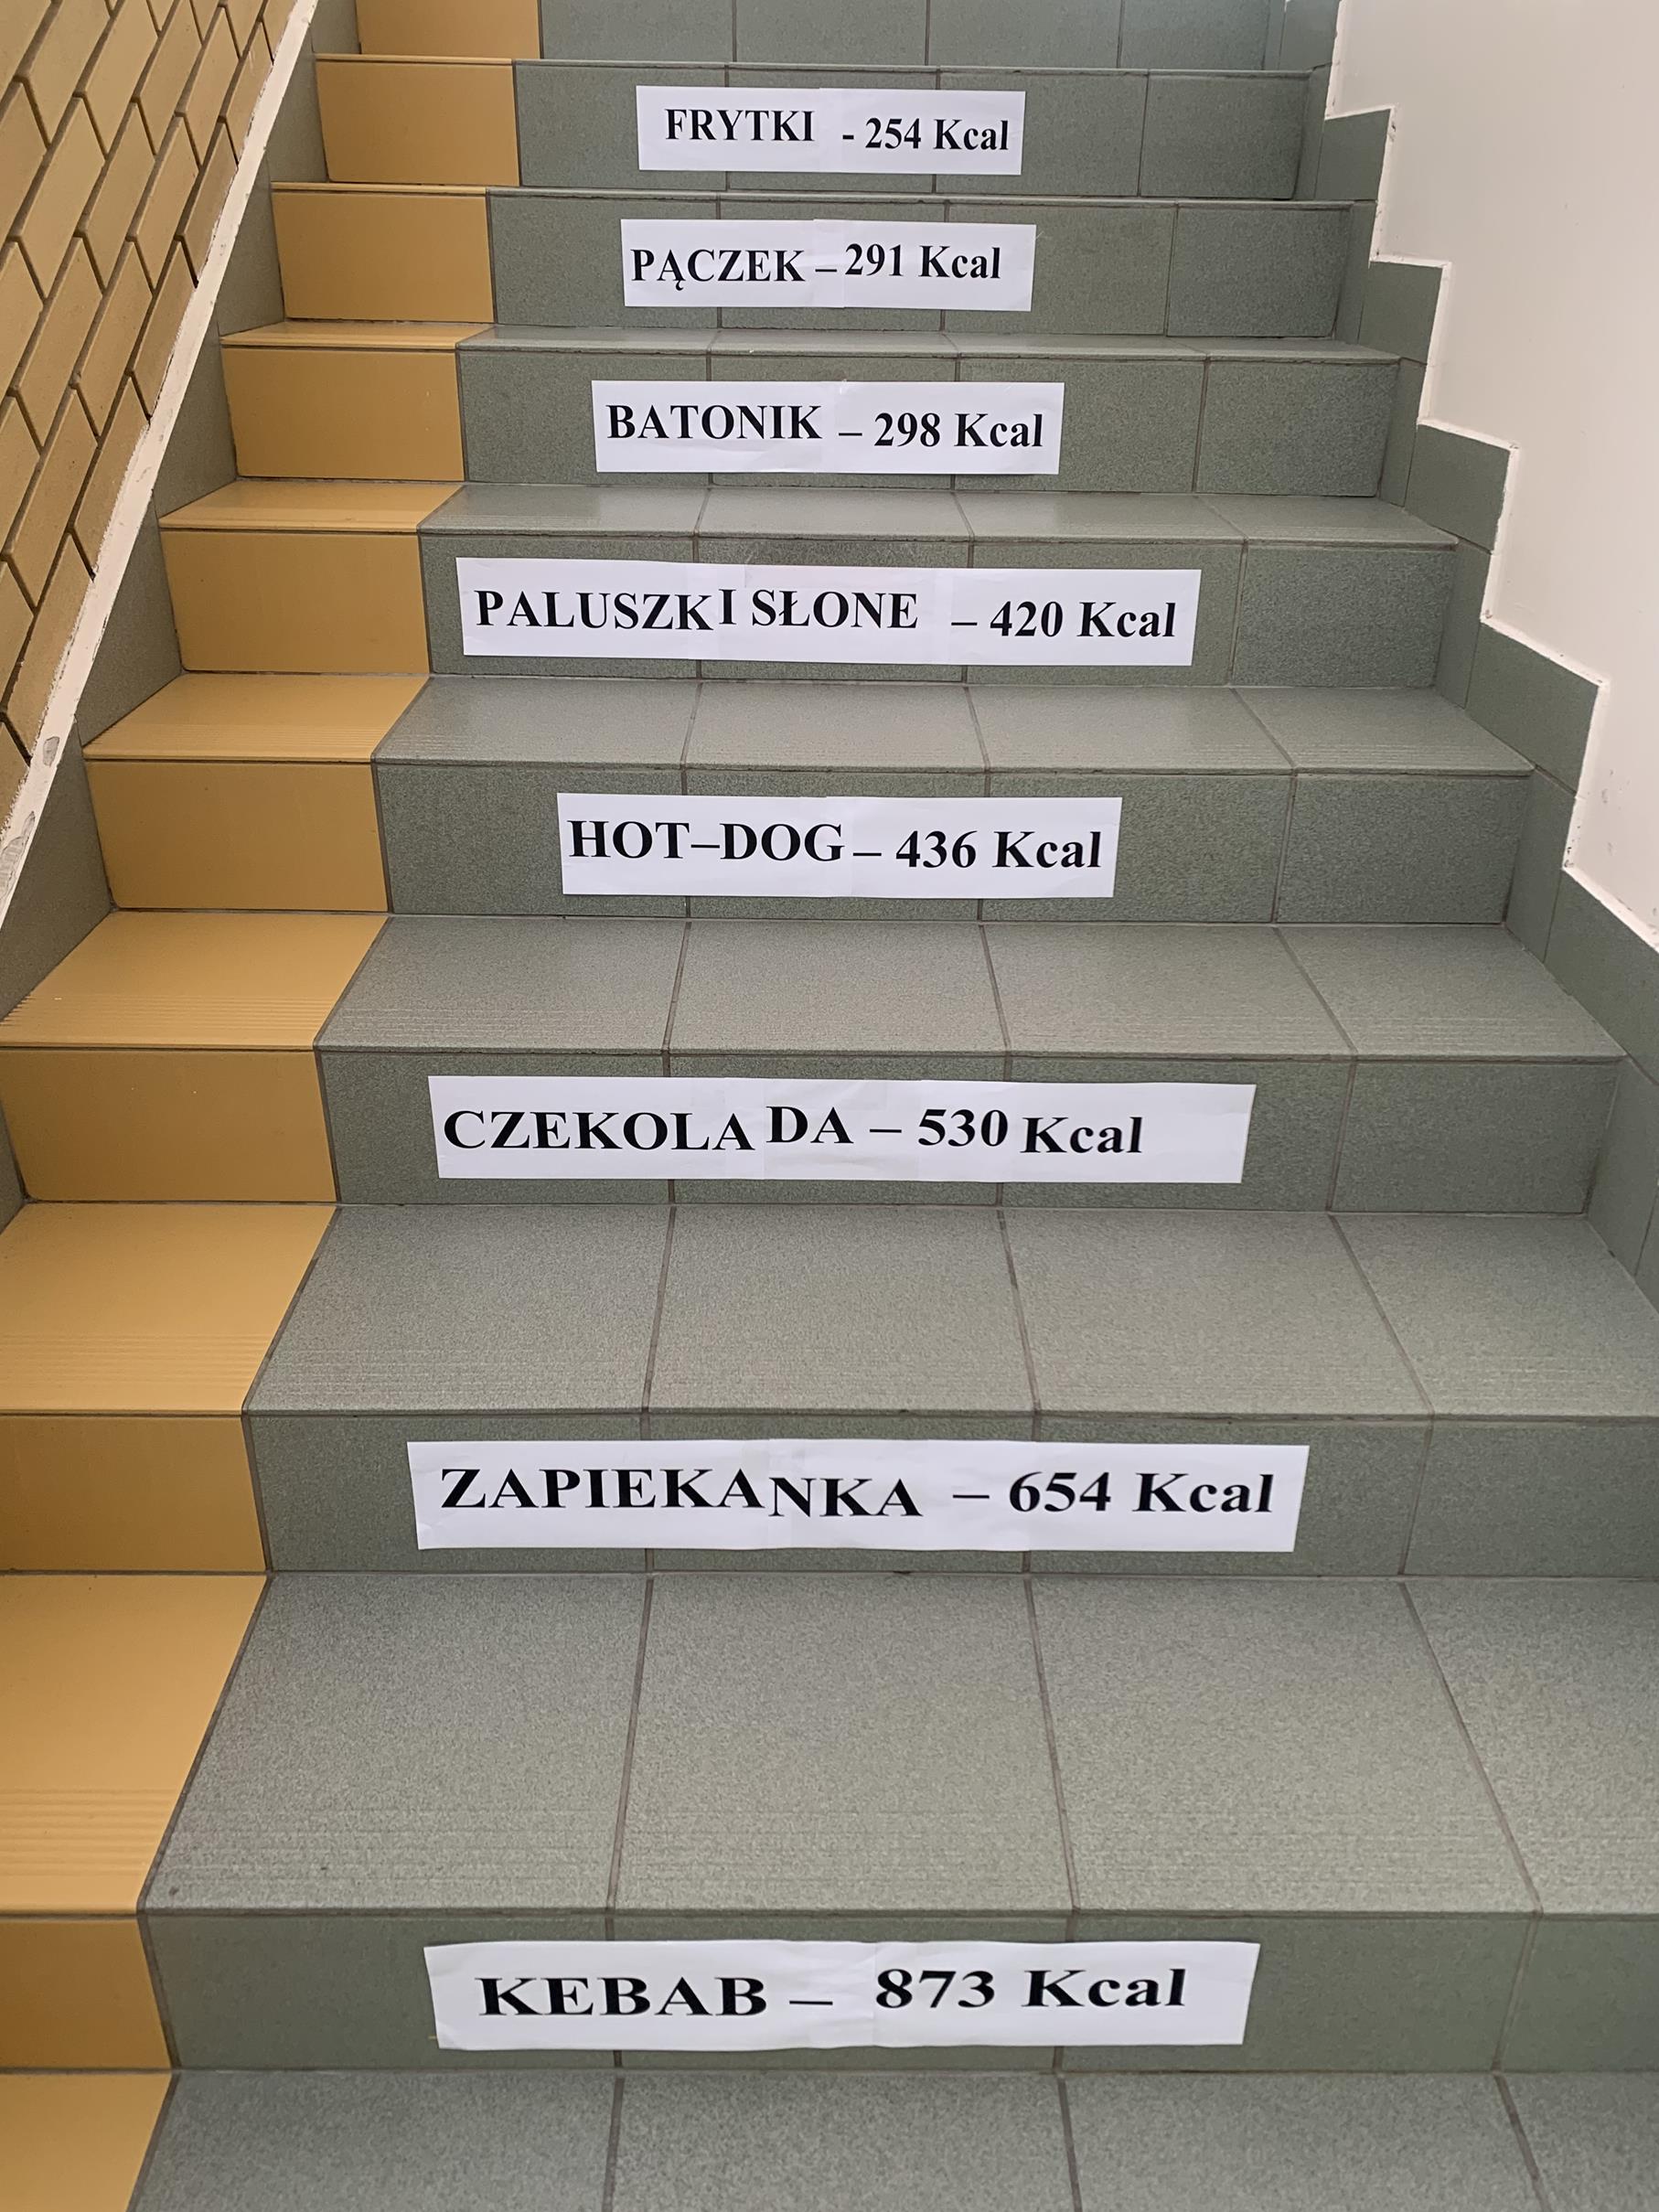 FRYTKI - 254 Kcal
PĄCZEK – 291 Kcal
BATONIK – 298 Kcal
PALUSZKI SŁONE – 420 Kcal
HOT–DOG – 436 Kcal
CZEKOLADA – 530 Kcal
ZAPIEKANKA – 654 Kcal
KEBAB – 873 Kcal